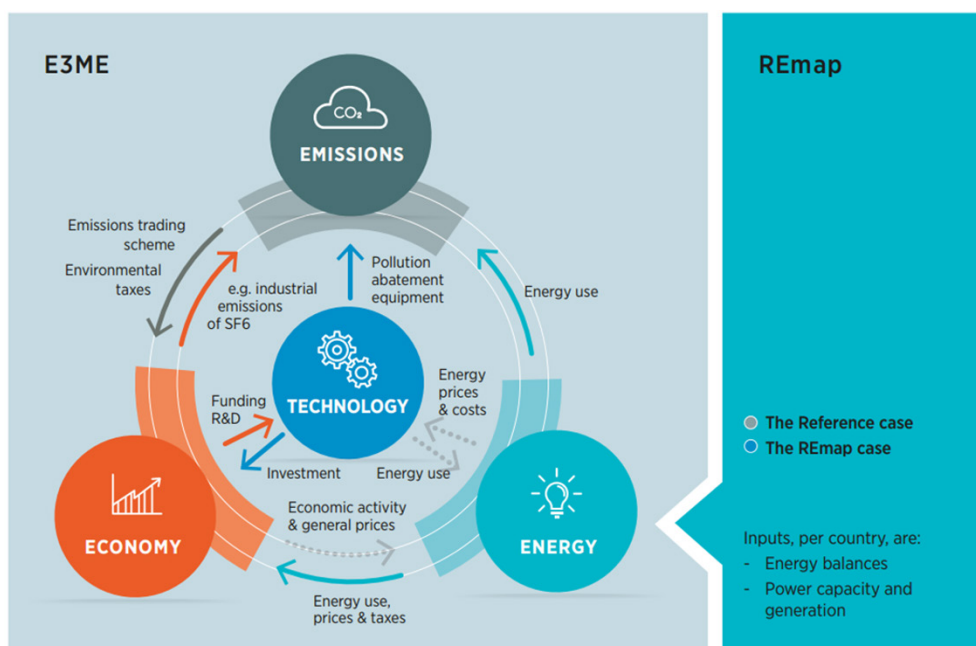 E3ME
CO₂
EMISSIONS
Emissions trading
scheme
Environmental
taxes
e.g. industrial
emissions
of SF6
Pollution
abatement
equipment
Energy use
TECHNOLOGY
Funding
R&D
Investment
Energy
prices
& costs
Energy use
Economic activity
& general prices
ECONOMY
ENERGY
Energy use,
prices & taxes
REmap
The Reference case
The REmap case
Inputs, per country, are:
- Energy balances
- Power capacity and
generation